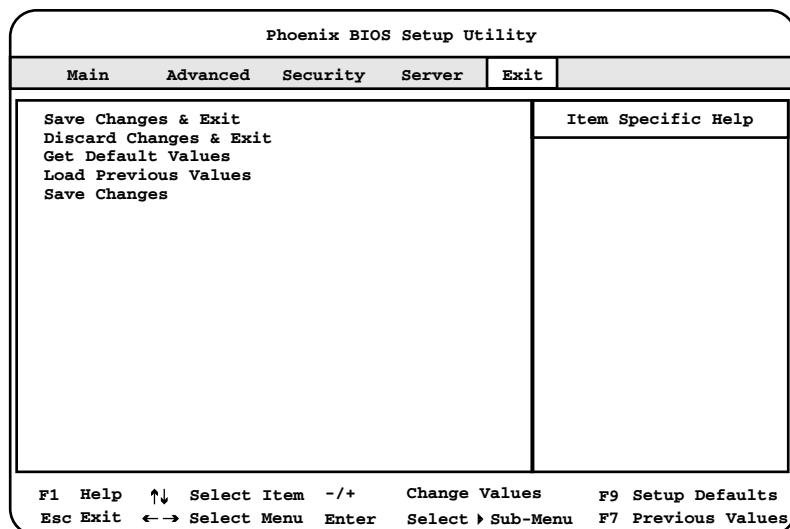 Phoenix BIOS Setup Utility
Main Advanced Security Server Exit
Save Changes & Exit
Discard Changes & Exit
Get Default Values
Load Previous Values
Save Changes
Item Specific Help
F1 Help ↑↓ Select Item -/+ Change Values F9 Setup Defaults
Esc Exit ←→ Select Menu Enter Select ▶ Sub-Menu F7 Previous Values